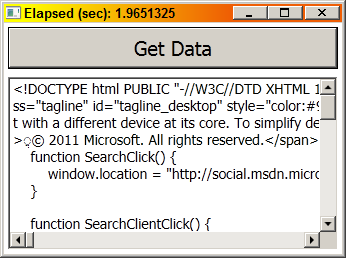 Elapsed (sec): 1.9651325
Get Data
<!DOCTYPE html PUBLIC "-//W3C//DTD XHTML 1
ss="tagline" id="tagline_desktop" style="color:#9
t with a different device at its core. To simplify de
>© 2011 Microsoft. All rights reserved.</span>
function SearchClick() {
window.location = "http://social.msdn.micro
}
function SearchClientClick() {